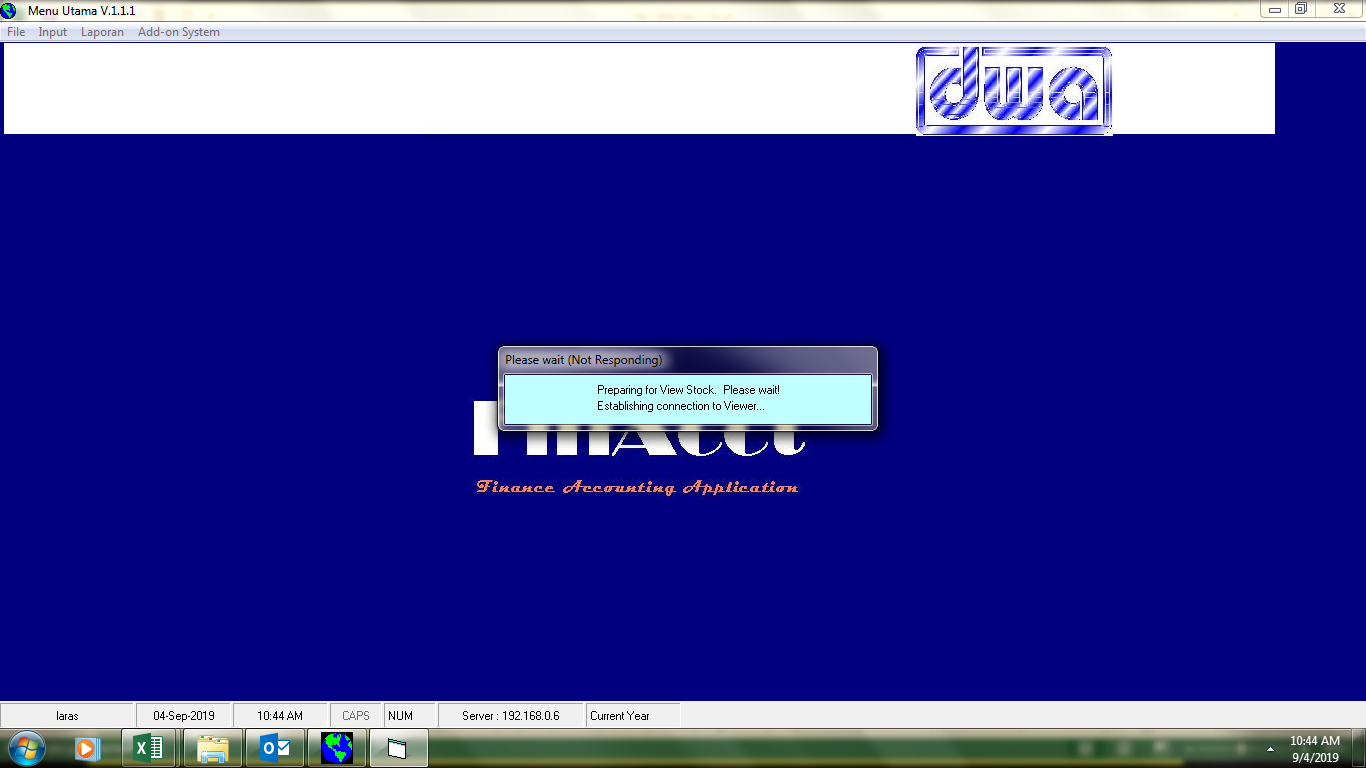 Menu Utama V.1.1.1
File Input Laporan Add-on System
dwa
Please wait (Not Responding)
Preparing for View Stock. Please wait!
Establishing connection to Viewer...
Finance Accounting Application
laras 04-Sep-2019 10:44 AM CAPS NUM Server : 192.168.0.6 Current Year
10:44 AM
9/4/2019